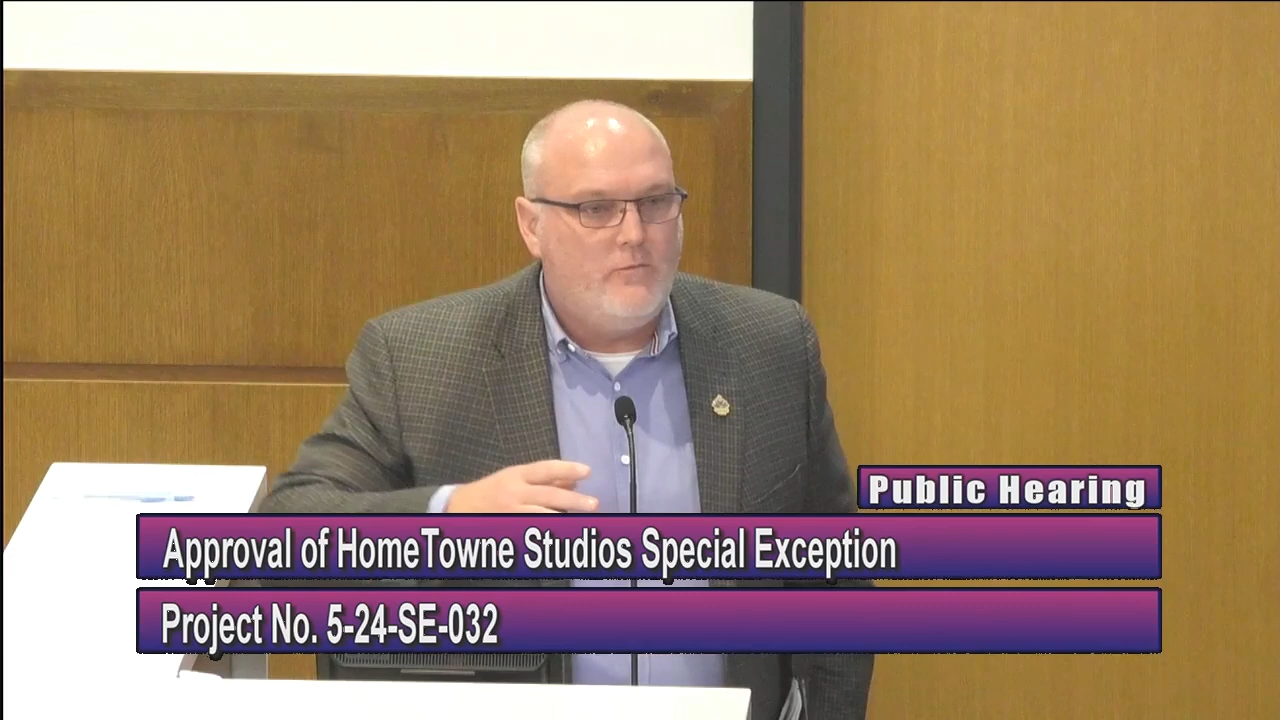 Public Hearing
Approval of HomeTowne Studios Special Exception
Project No. 5-24-SE-032